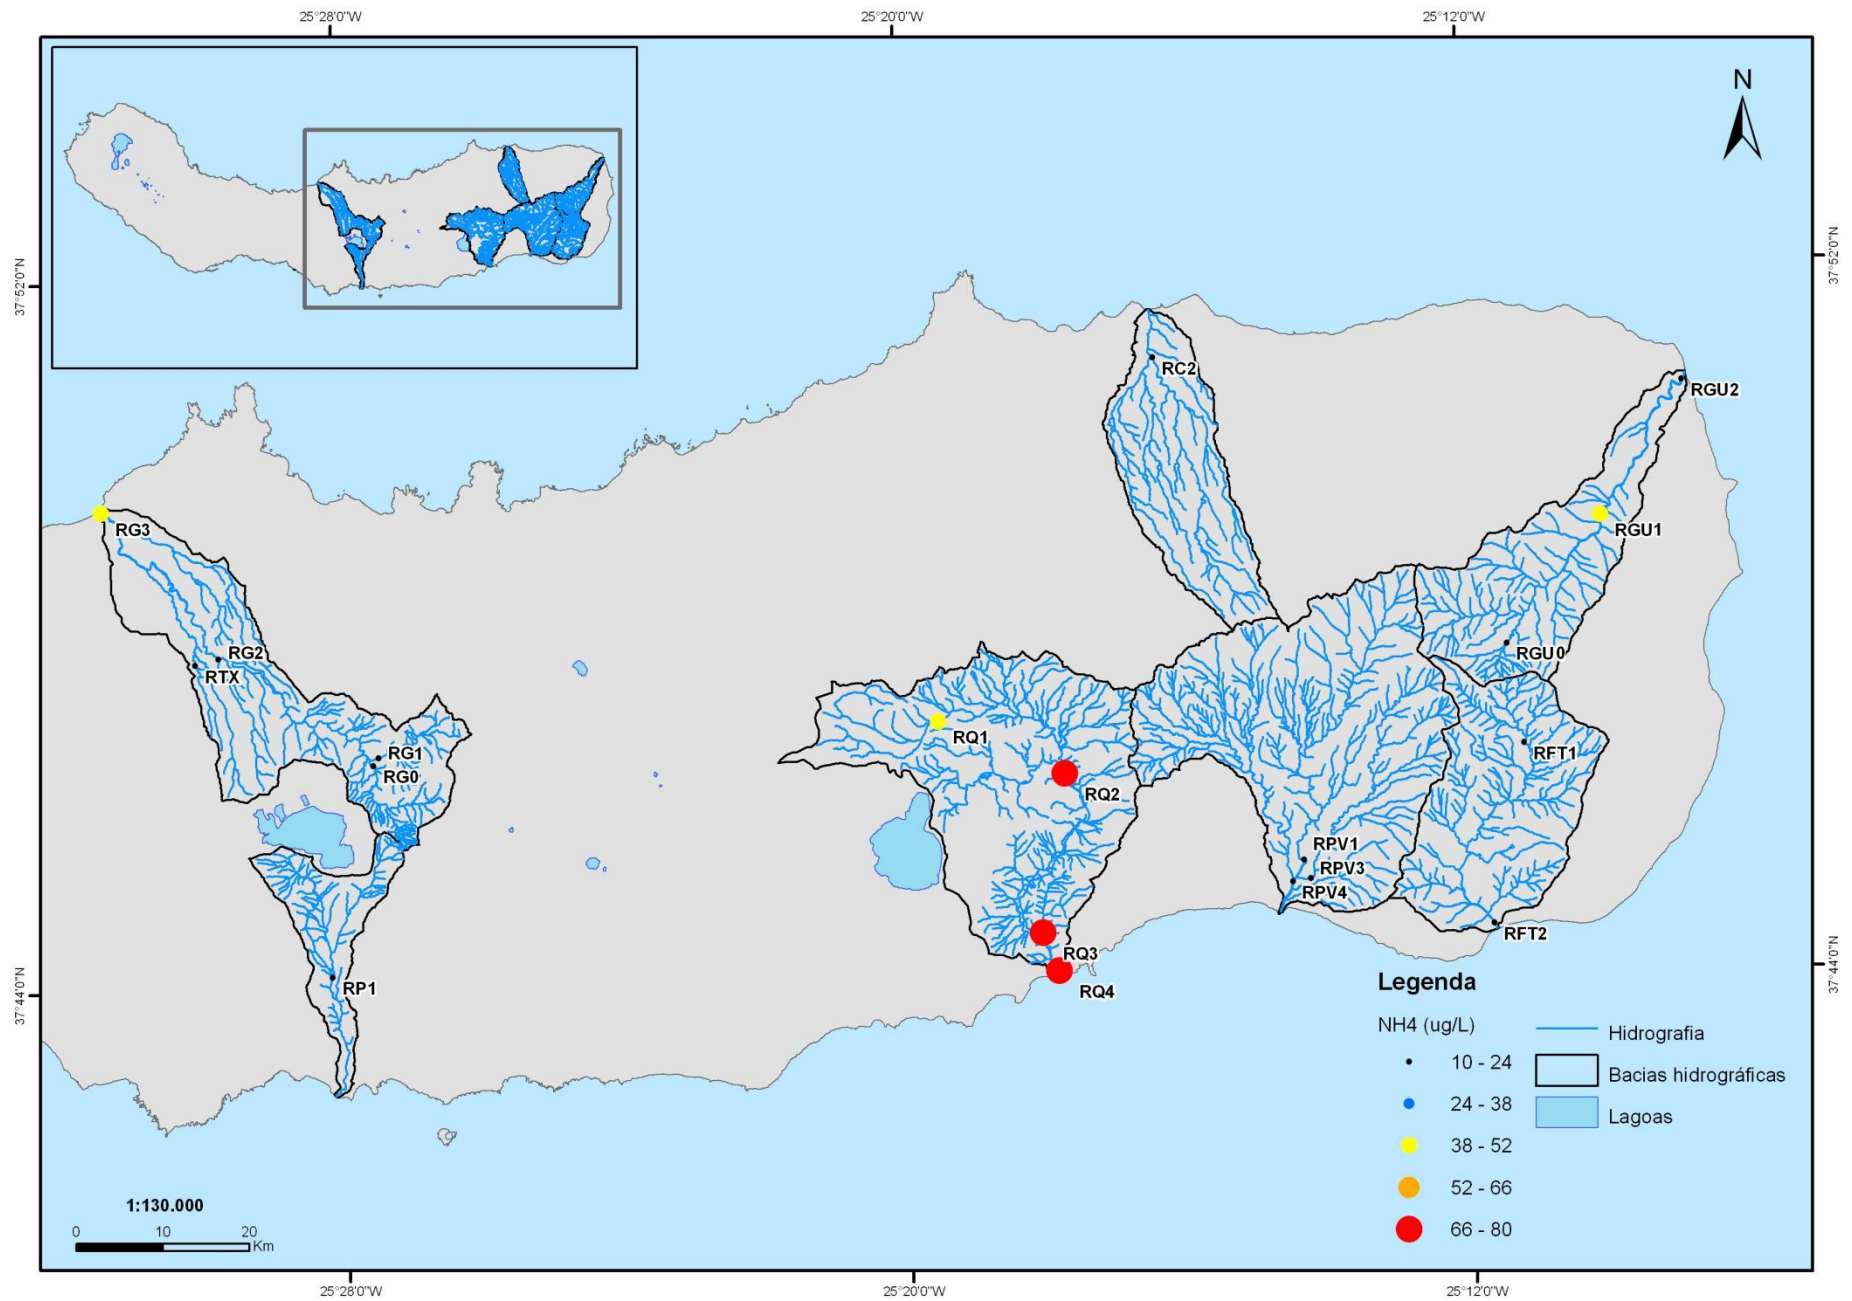 25°28'0"W
25°20'0"W
25°12'0"W
N
37°52'0"N
37°52'0"N
RC2
RGU2
RG3
RGU1
RG2
RTX
RGU0
RQ1
RFT1
RG1
RG0
RQ2
RPV1
RPV3
RPV4
RFT2
RQ3
RP1
RQ4
37°44'0"N
37°44'0"N
Legenda
NH4 (ug/L)
10 - 24
24 - 38
38 - 52
52 - 66
66 - 80
Hidrografia
Bacias hidrográficas
Lagoas
1:130.000
0 10 20
Km
25°28'0"W
25°20'0"W
25°12'0"W